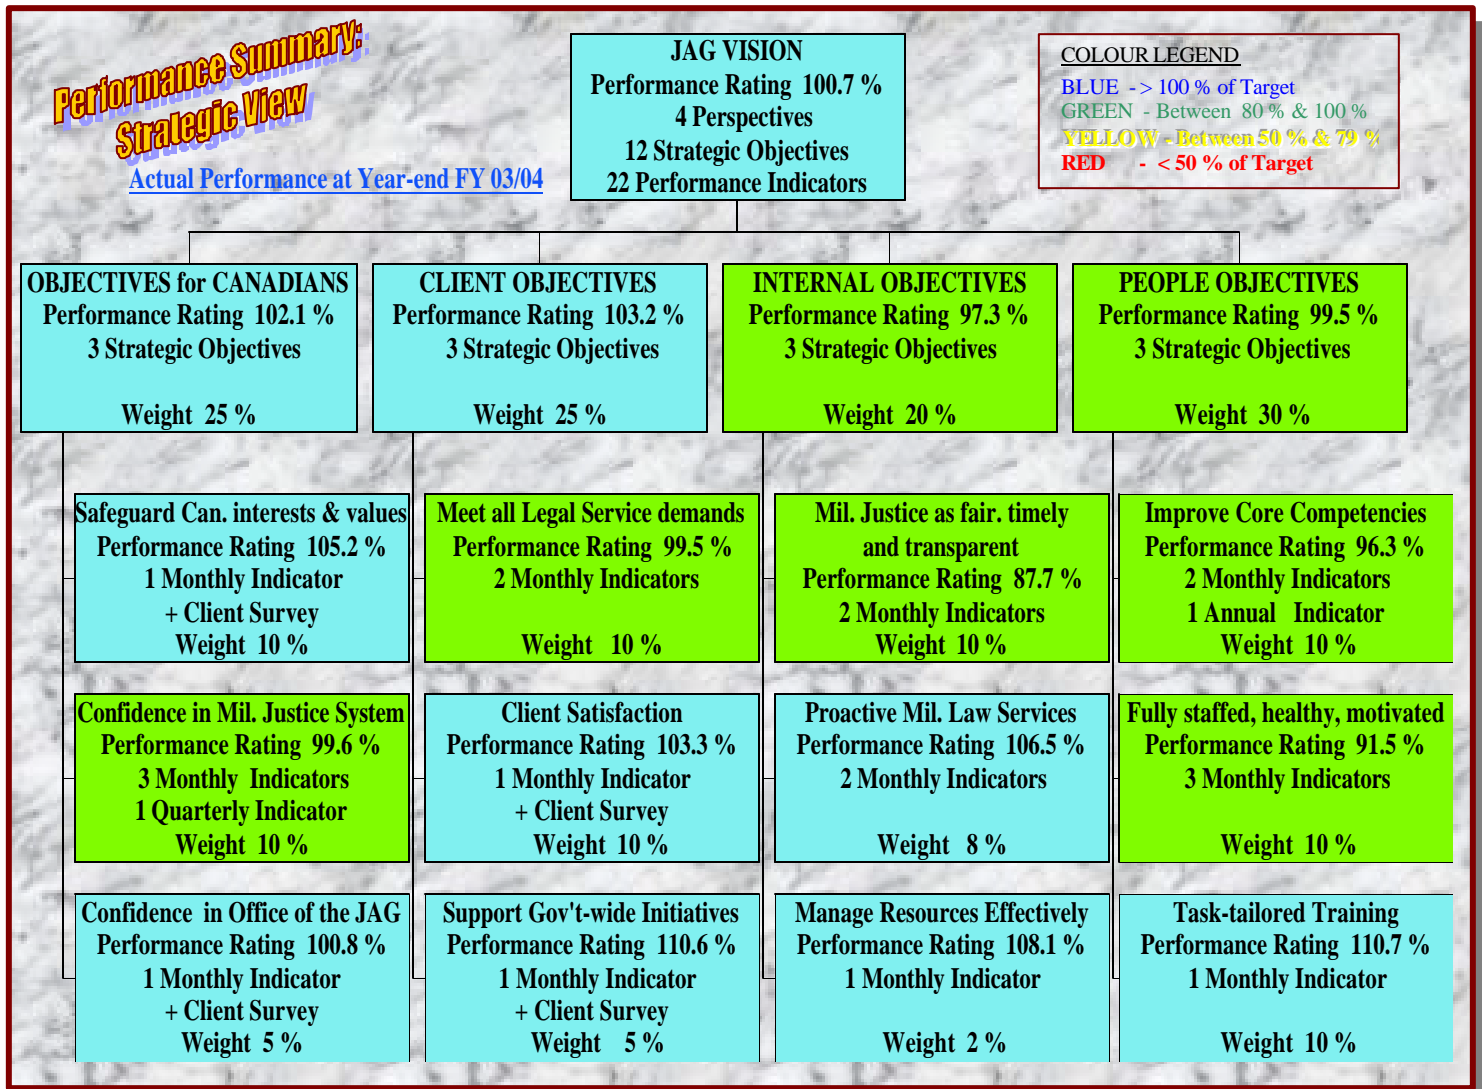 Performance Summary:
Strategic View
Actual Performance at Year-end FY 03/04
JAG VISION
Performance Rating 100.7 %
4 Perspectives
12 Strategic Objectives
22 Performance Indicators
COLOUR LEGEND
BLUE - > 100 % of Target
GREEN - Between 80 % & 100 %
YELLOW - Between 50 % & 79 %
RED - < 50 % of Target
OBJECTIVES for CANADIANS
Performance Rating 102.1 %
3 Strategic Objectives
Weight 25 %
CLIENT OBJECTIVES
Performance Rating 103.2 %
3 Strategic Objectives
Weight 25 %
INTERNAL OBJECTIVES
Performance Rating 97.3 %
3 Strategic Objectives
Weight 20 %
PEOPLE OBJECTIVES
Performance Rating 99.5 %
3 Strategic Objectives
Weight 30 %
Safeguard Can. interests & values
Performance Rating 105.2 %
1 Monthly Indicator
+ Client Survey
Weight 10 %
Meet all Legal Service demands
Performance Rating 99.5 %
2 Monthly Indicators
Weight 10 %
Mil. Justice as fair. timely
and transparent
Performance Rating 87.7 %
2 Monthly Indicators
Weight 10 %
Improve Core Competencies
Performance Rating 96.3 %
2 Monthly Indicators
1 Annual Indicator
Weight 10 %
Confidence in Mil. Justice System
Performance Rating 99.6 %
3 Monthly Indicators
1 Quarterly Indicator
Weight 10 %
Client Satisfaction
Performance Rating 103.3 %
1 Monthly Indicator
+ Client Survey
Weight 10 %
Proactive Mil. Law Services
Performance Rating 106.5 %
2 Monthly Indicators
Weight 8 %
Fully staffed, healthy, motivated
Performance Rating 91.5 %
3 Monthly Indicators
Weight 10 %
Confidence in Office of the JAG
Performance Rating 100.8 %
1 Monthly Indicator
+ Client Survey
Weight 5 %
Support Gov't-wide Initiatives
Performance Rating 110.6 %
1 Monthly Indicator
+ Client Survey
Weight 5 %
Manage Resources Effectively
Performance Rating 108.1 %
1 Monthly Indicator
Weight 2 %
Task-tailored Training
Performance Rating 110.7 %
1 Monthly Indicator
Weight 10 %